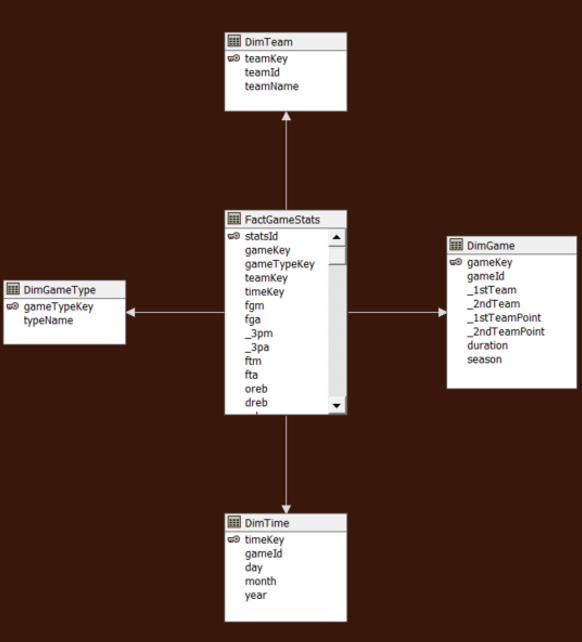 DimTeam
teamKey
teamId
teamName
FactGameStats
statsId
gameKey
gameTypeKey
teamKey
timeKey
fgm
fga
_3pm
_3pa
ftm
fta
oreb
dreb
DimGame
gameKey
gameId
_1stTeam
_2ndTeam
_1stTeamPoint
_2ndTeamPoint
duration
season
DimGameType
gameTypeKey
typeName
DimTime
timeKey
gameId
day
month
year